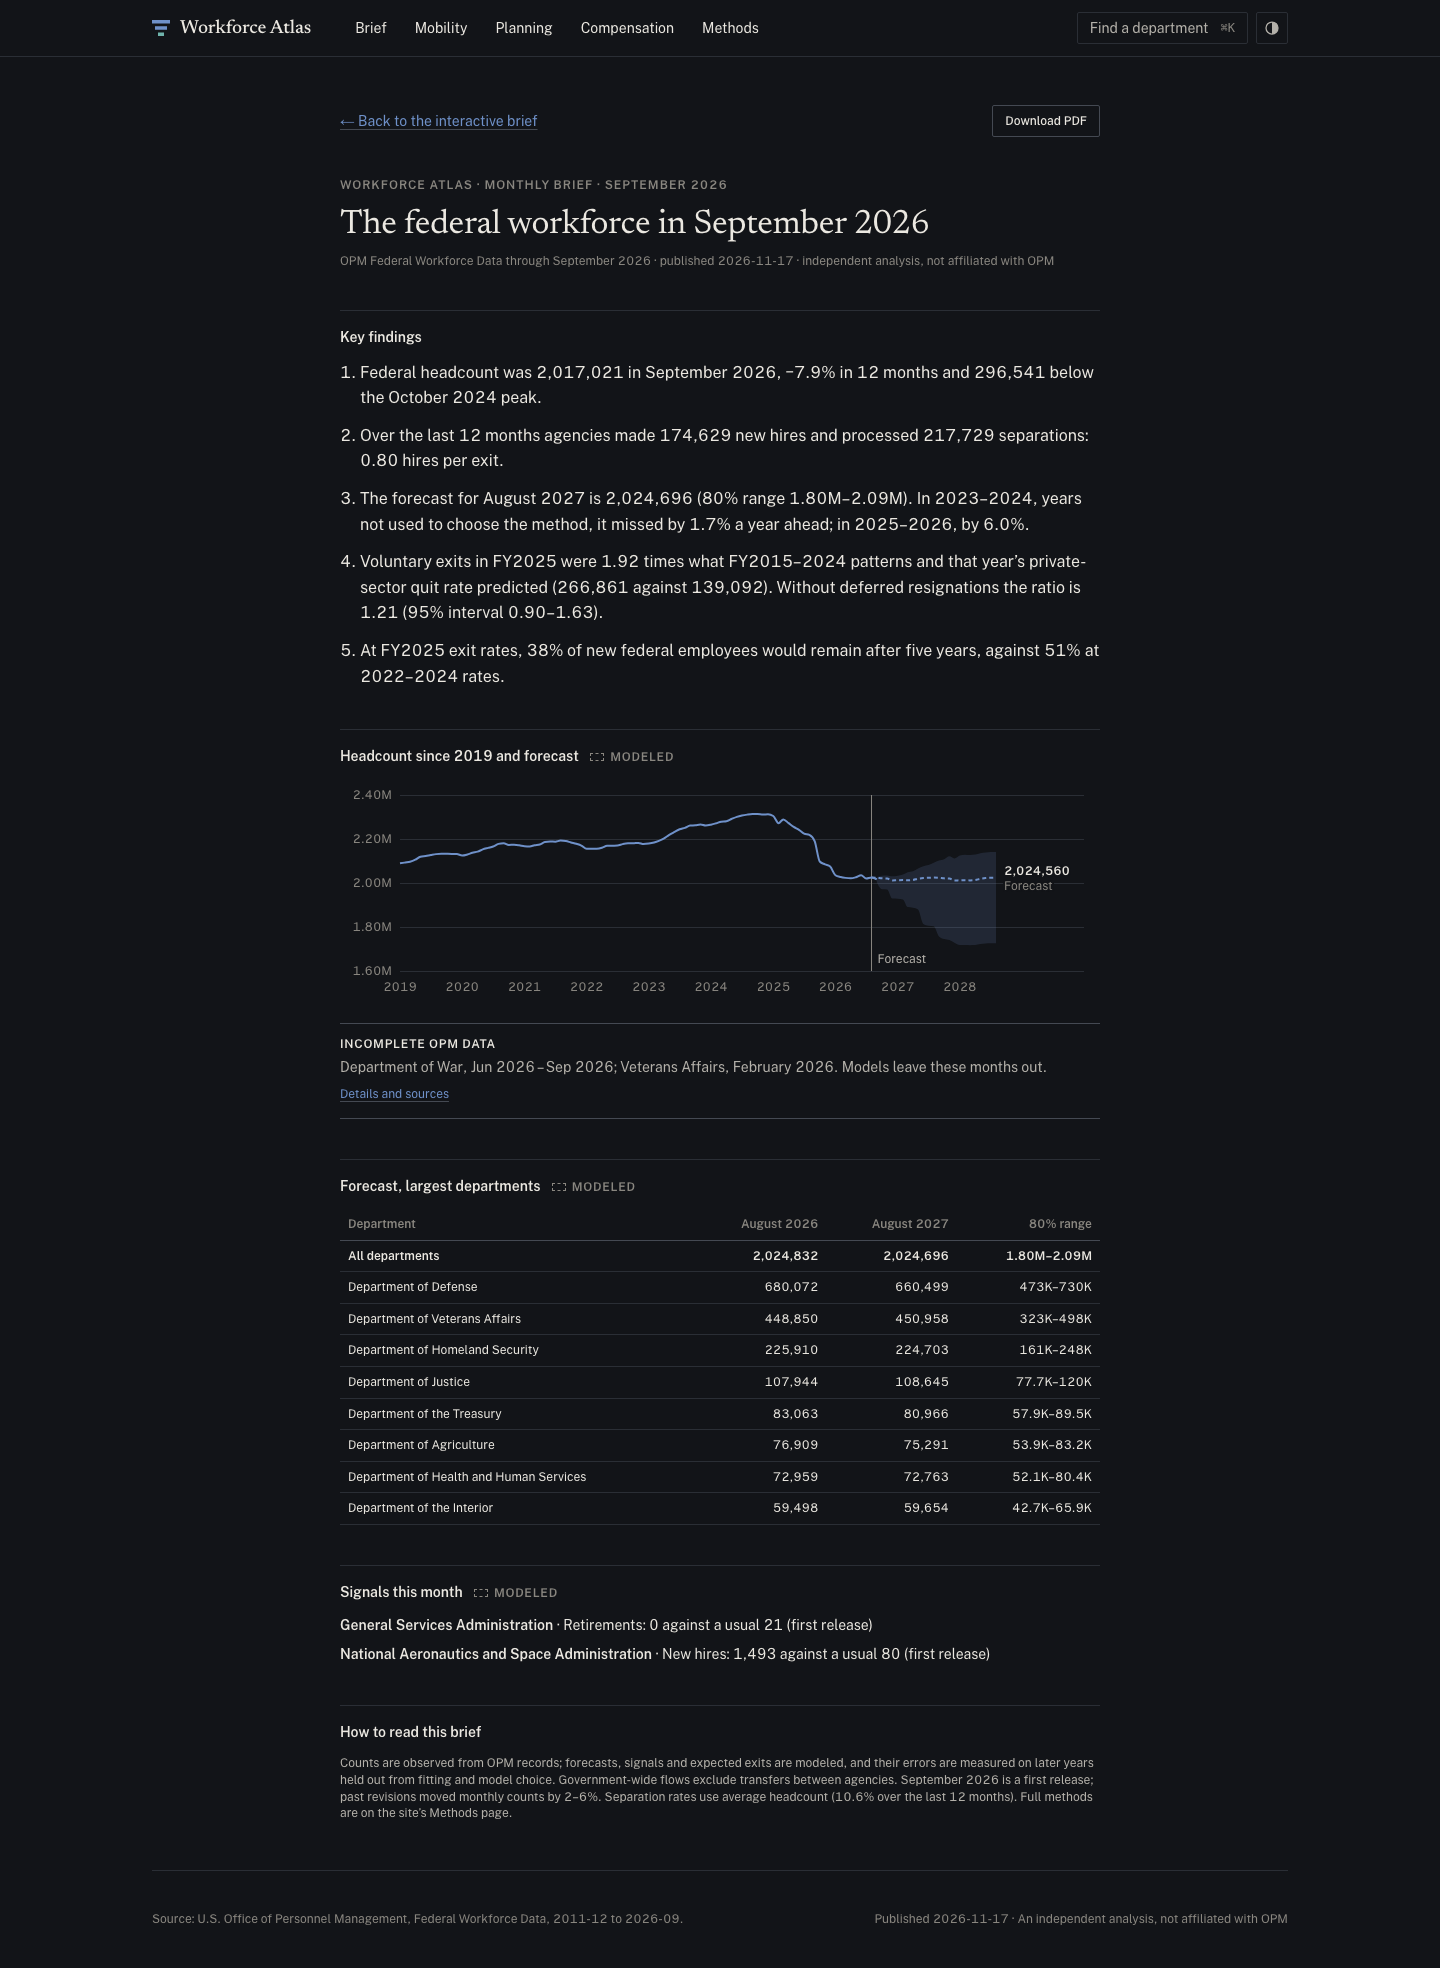 Workforce Atlas Brief Mobility Planning Compensation Methods Find a department ⌘K
← Back to the interactive brief Download PDF
WORKFORCE ATLAS · MONTHLY BRIEF · SEPTEMBER 2026
The federal workforce in September 2026
OPM Federal Workforce Data through September 2026 · published 2026-11-17 · independent analysis, not affiliated with OPM
Key findings
1. Federal headcount was 2,017,021 in September 2026, −7.9% in 12 months and 296,541 below
the October 2024 peak.
2. Over the last 12 months agencies made 174,629 new hires and processed 217,729 separations:
0.80 hires per exit.
3. The forecast for August 2027 is 2,024,696 (80% range 1.80M–2.09M). In 2023–2024, years
not used to choose the method, it missed by 1.7% a year ahead; in 2025–2026, by 6.0%.
4. Voluntary exits in FY2025 were 1.92 times what FY2015–2024 patterns and that year’s private-
sector quit rate predicted (266,861 against 139,092). Without deferred resignations the ratio is
1.21 (95% interval 0.90–1.63).
5. At FY2025 exit rates, 38% of new federal employees would remain after five years, against 51% at
2022–2024 rates.
Headcount since 2019 and forecast MODELED
2.40M
2.20M
2.00M
1.80M
1.60M
2,024,560
Forecast
Forecast
2019 2020 2021 2022 2023 2024 2025 2026 2027 2028
INCOMPLETE OPM DATA
Department of War, Jun 2026–Sep 2026; Veterans Affairs, February 2026. Models leave these months out.
Details and sources
Forecast, largest departments MODELED
Department August 2026 August 2027 80% range
All departments 2,024,832 2,024,696 1.80M–2.09M
Department of Defense 680,072 660,499 473K–730K
Department of Veterans Affairs 448,850 450,958 323K–498K
Department of Homeland Security 225,910 224,703 161K–248K
Department of Justice 107,944 108,645 77.7K–120K
Department of the Treasury 83,063 80,966 57.9K–89.5K
Department of Agriculture 76,909 75,291 53.9K–83.2K
Department of Health and Human Services 72,959 72,763 52.1K–80.4K
Department of the Interior 59,498 59,654 42.7K–65.9K
Signals this month MODELED
General Services Administration · Retirements: 0 against a usual 21 (first release)
National Aeronautics and Space Administration · New hires: 1,493 against a usual 80 (first release)
How to read this brief
Counts are observed from OPM records; forecasts, signals and expected exits are modeled, and their errors are measured on later years
held out from fitting and model choice. Government-wide flows exclude transfers between agencies. September 2026 is a first release;
past revisions moved monthly counts by 2–6%. Separation rates use average headcount (10.6% over the last 12 months). Full methods
are on the site’s Methods page.
Source: U.S. Office of Personnel Management, Federal Workforce Data, 2011-12 to 2026-09. Published 2026-11-17 · An independent analysis, not affiliated with OPM